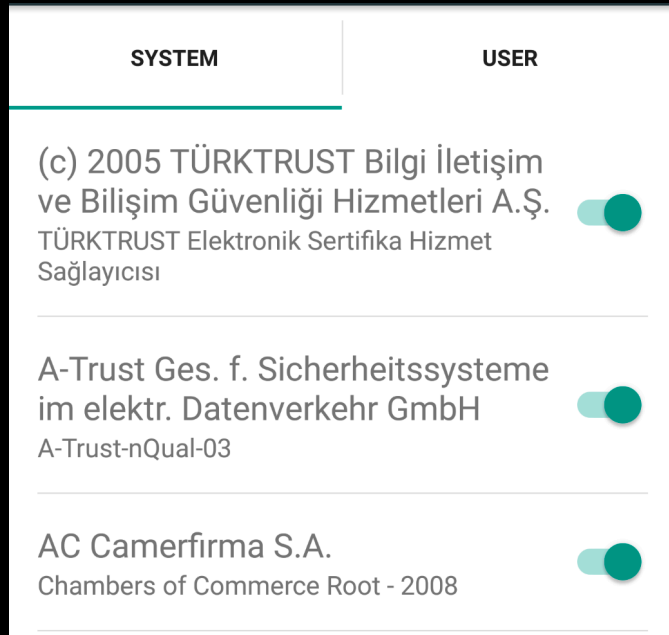 SYSTEM
USER
(c) 2005 TÜRKTRUST Bilgi İletişim
ve Bilişim Güvenliği Hizmetleri A.Ş.
TÜRKTRUST Elektronik Sertifika Hizmet
Sağlayıcısı
A-Trust Ges. f. Sicherheitssysteme
im elektr. Datenverkehr GmbH
A-Trust-nQual-03
AC Camerfirma S.A.
Chambers of Commerce Root - 2008